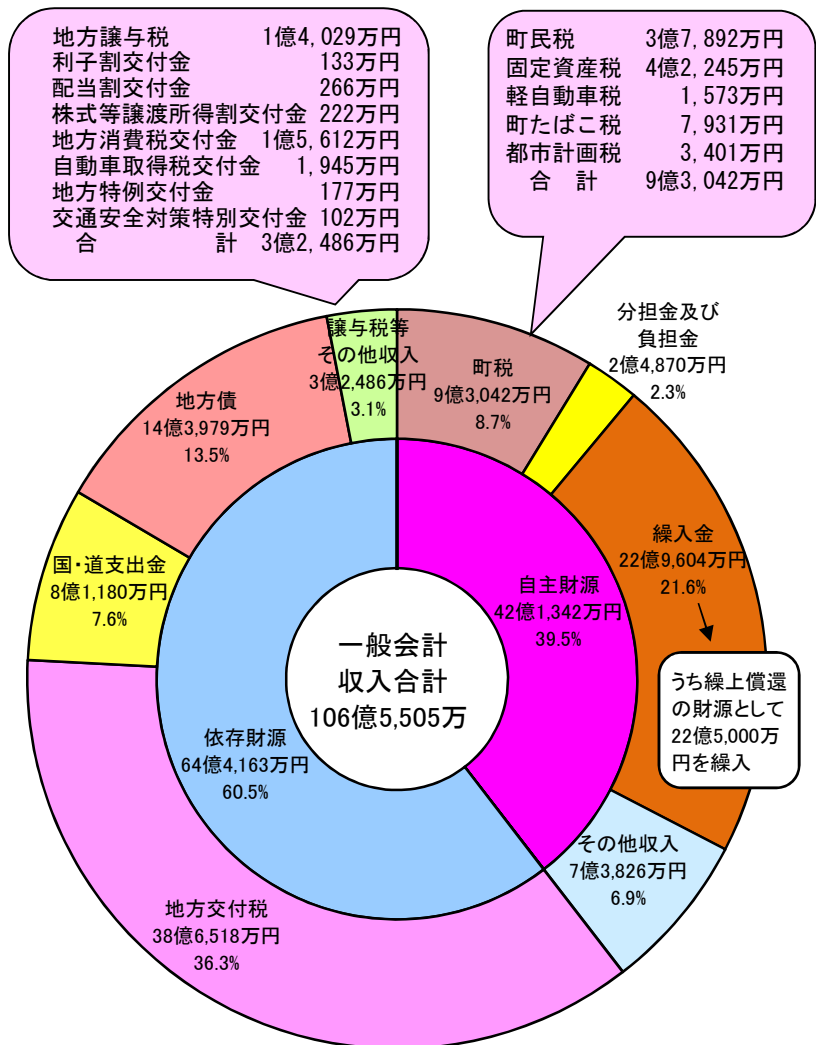 地方譲与税 1億4,029万円
利子割交付金 133万円
配当割交付金 266万円
株式等譲渡所得割交付金 222万円
地方消費税交付金 1億5,612万円
自動車取得税交付金 1,945万円
地方特例交付金 177万円
交通安全対策特別交付金 102万円
合計 3億2,486万円
町民税 3億7,892万円
固定資産税 4億2,245万円
軽自動車税 1,573万円
町たばこ税 7,931万円
都市計画税 3,401万円
合計 9億3,042万円
譲与税等
その他収入
3億2,486万円
3.1%
町税
9億3,042万円
8.7%
分担金及び
負担金
2億4,870万円
2.3%
地方債
14億3,979万円
13.5%
繰入金
22億9,604万円
21.6%
国・道支出金
8億1,180万円
7.6%
自主財源
42億1,342万円
39.5%
一般会計
収入合計
106億5,505万
うち繰上償還
の財源として
22億5,000万
円を繰入
依存財源
64億4,163万円
60.5%
その他収入
7億3,826万円
6.9%
地方交付税
38億6,518万円
36.3%